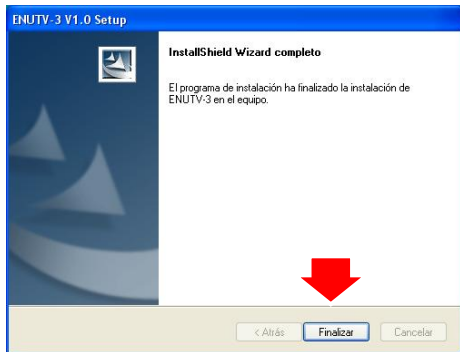 ENUTV-3 V1.0 Setup
InstallShield Wizard completo
El programa de instalación ha finalizado la instalación de
ENUTV-3 en el equipo.
< Atrás Finalizar Cancelar